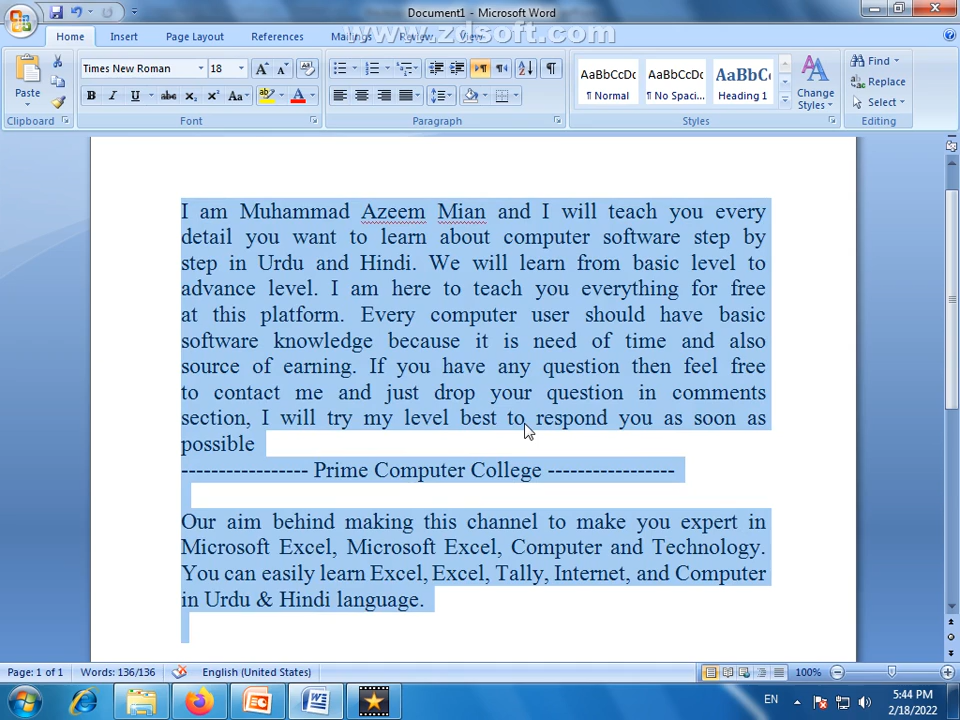 Document1 - Microsoft Word
www.zdsoft.com
Home Insert Page Layout References Mailings Review View
Paste
Clipboard
Times New Roman 18
Font
Paragraph
AaBbCcDc AaBbCcDc AaBbC
¶ Normal ¶ No Spaci... Heading 1
Change Styles
Styles
Find
Replace
Select
Editing
I am Muhammad Azeem Mian and I will teach you every
detail you want to learn about computer software step by
step in Urdu and Hindi. We will learn from basic level to
advance level. I am here to teach you everything for free
at this platform. Every computer user should have basic
software knowledge because it is need of time and also
source of earning. If you have any question then feel free
to contact me and just drop your question in comments
section, I will try my level best to respond you as soon as
possible
----------------- Prime Computer College -----------------
Our aim behind making this channel to make you expert in
Microsoft Excel, Microsoft Excel, Computer and Technology.
You can easily learn Excel, Excel, Tally, Internet, and Computer
in Urdu & Hindi language.
Page: 1 of 1 Words: 136/136 English (United States) 100%
EN 5:44 PM
2/18/2022